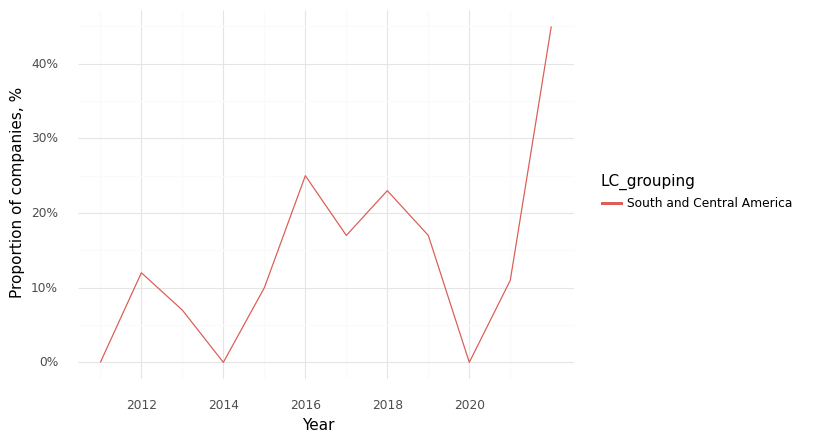 40%
30%
20%
10%
0%
Proportion of companies, %
2012 2014 2016 2018 2020
Year
LC_grouping
South and Central America